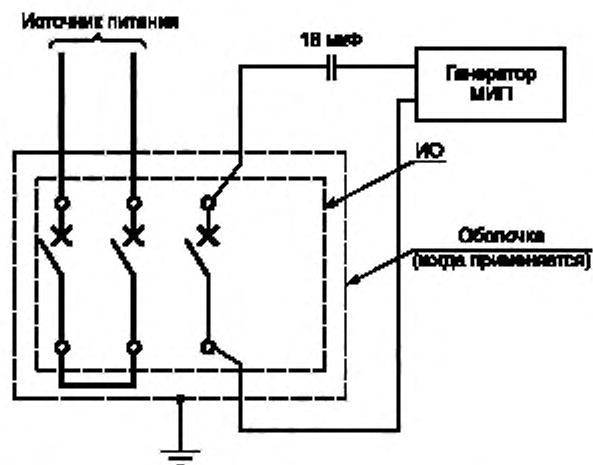 Источник питания
18 мкФ
Генератор
МИП
ИО
Оболочка
(когда применяется)